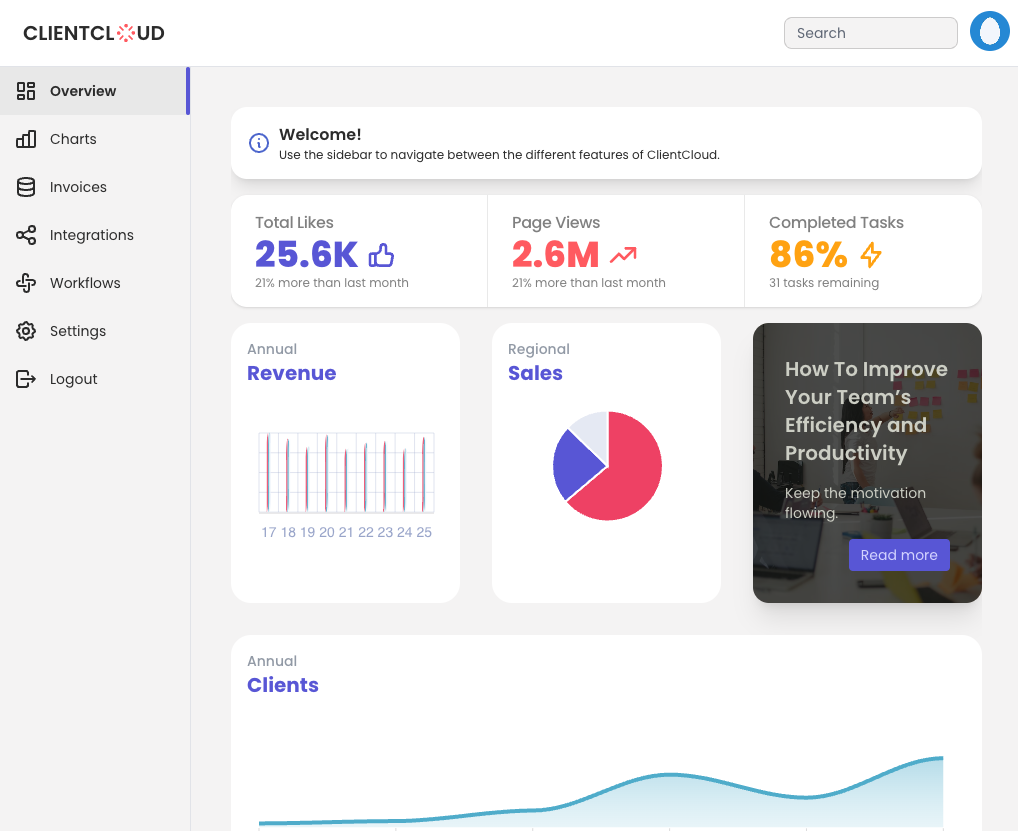 CLIENTCLOUD
Search
Overview
Charts
Invoices
Integrations
Workflows
Settings
Logout
Welcome!
Use the sidebar to navigate between the different features of ClientCloud.
Total Likes
25.6K
21% more than last month
Page Views
2.6M
21% more than last month
Completed Tasks
86%
31 tasks remaining
Annual
Revenue
17 18 19 20 21 22 23 24 25
Regional
Sales
How To Improve
Your Team’s
Efficiency and
Productivity
Keep the motivation
flowing.
Read more
Annual
Clients